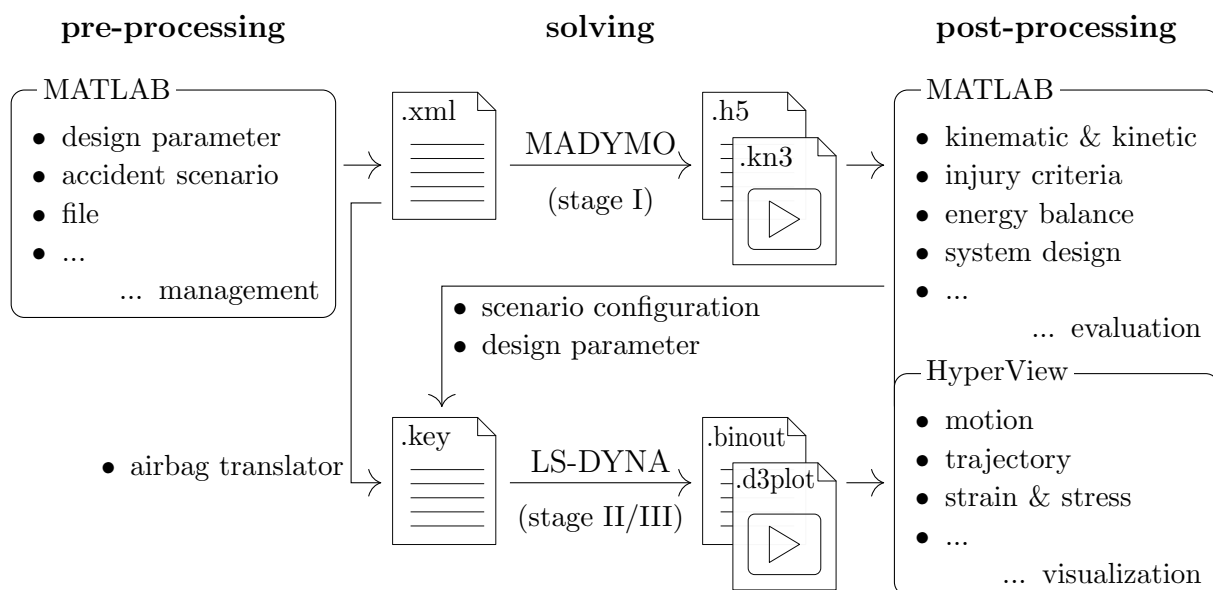 pre-processing
solving
post-processing
MATLAB
• design parameter
• accident scenario
• file
• ...
... management
.xml
MADYMO
(stage I)
.h5
.kn3
MATLAB
• kinematic & kinetic
• injury criteria
• energy balance
• system design
• ...
... evaluation
• scenario configuration
• design parameter
• airbag translator
.key
LS-DYNA
(stage II/III)
.binout
.d3plot
HyperView
• motion
• trajectory
• strain & stress
• ...
... visualization